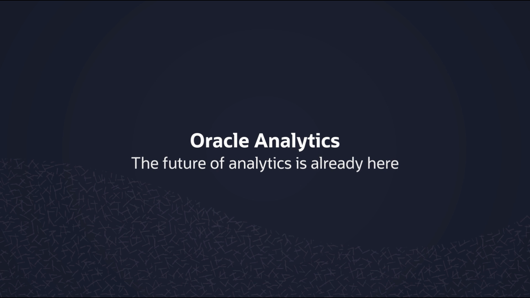 Oracle Analytics
The future of analytics is already here